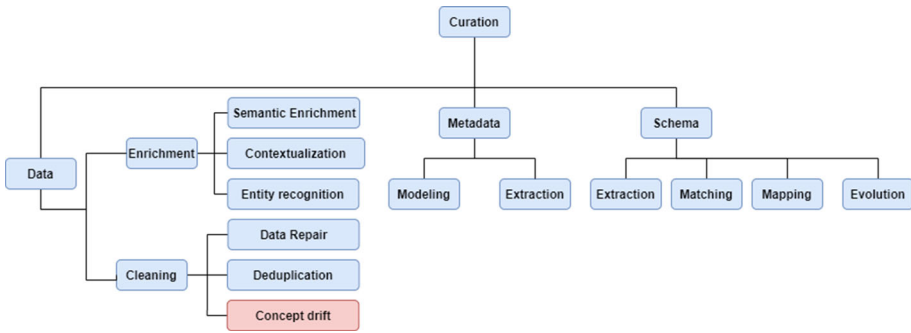 Curation
Data
Enrichment
Semantic Enrichment
Contextualization
Entity recognition
Cleaning
Data Repair
Deduplication
Concept drift
Metadata
Modeling
Extraction
Schema
Extraction
Matching
Mapping
Evolution